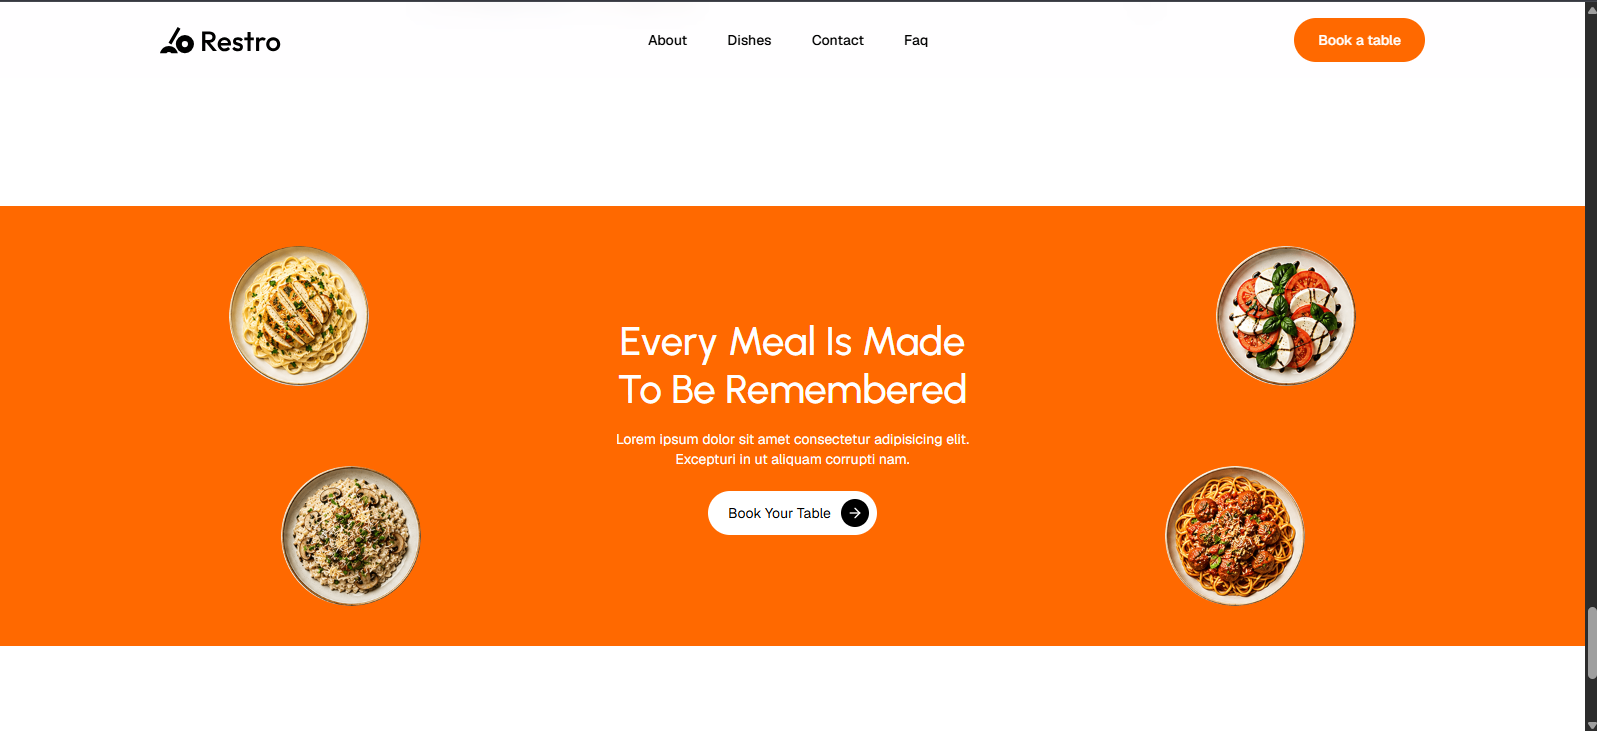 Restro
About
Dishes
Contact
Faq
Book a table
Every Meal Is Made
To Be Remembered
Lorem ipsum dolor sit amet consectetur adipisicing elit.
Excepturi in ut aliquam corrupti nam.
Book Your Table